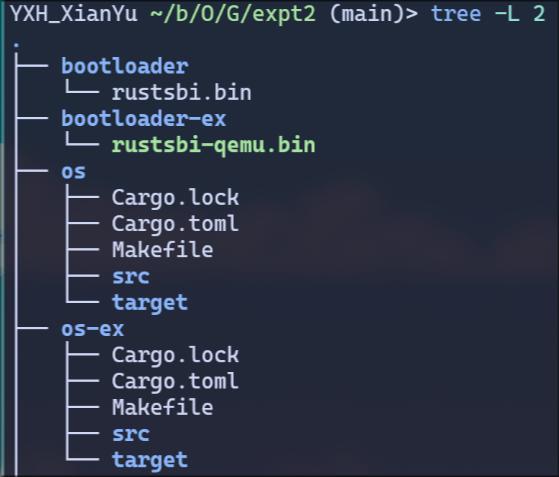 YXH_XianYu ~/b/O/G/expt2 (main)> tree -L 2
.
├── bootloader
│   └── rustsbi.bin
├── bootloader-ex
│   └── rustsbi-qemu.bin
├── os
│   ├── Cargo.lock
│   ├── Cargo.toml
│   ├── Makefile
│   ├── src
│   └── target
├── os-ex
│   ├── Cargo.lock
│   ├── Cargo.toml
│   ├── Makefile
│   ├── src
│   └── target